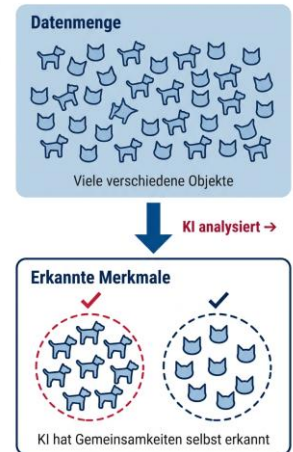 Datenmenge
Viele verschiedene Objekte
KI analysiert →
Erkannte Merkmale
KI hat Gemeinsamkeiten selbst erkannt